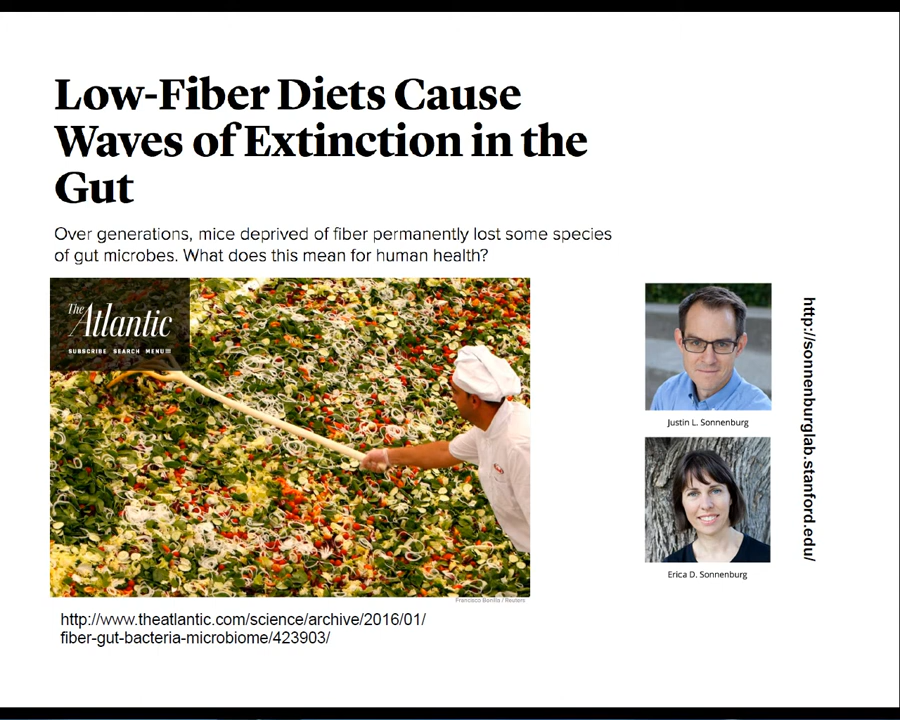 Low-Fiber Diets Cause
Waves of Extinction in the
Gut
Over generations, mice deprived of fiber permanently lost some species
of gut microbes. What does this mean for human health?
The Atlantic
SUBSCRIBE SEARCH MENU
Francisco Bonilla / Reuters
http://www.theatlantic.com/science/archive/2016/01/
fiber-gut-bacteria-microbiome/423903/
Justin L. Sonnenburg
Erica D. Sonnenburg
http://sonnenburglab.stanford.edu/